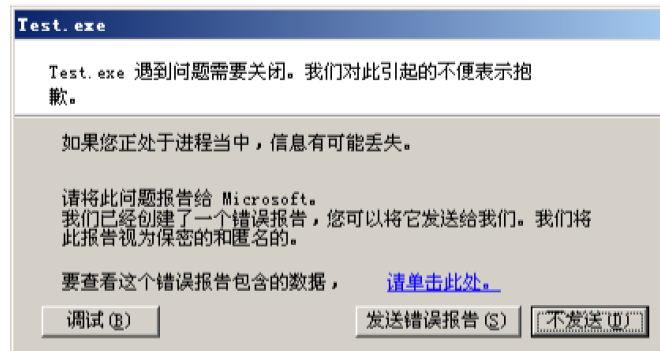 Test.exe
Test.exe 遇到问题需要关闭。我们对此引起的不便表示抱
歉。
如果您正处于进程当中，信息有可能丢失。
请将此问题报告给 Microsoft。
我们已经创建了一个错误报告，您可以将它发送给我们。我们将
此报告视为保密的和匿名的。
要查看这个错误报告包含的数据， 请单击此处。
调试(B) 发送错误报告(S) 不发送(D)